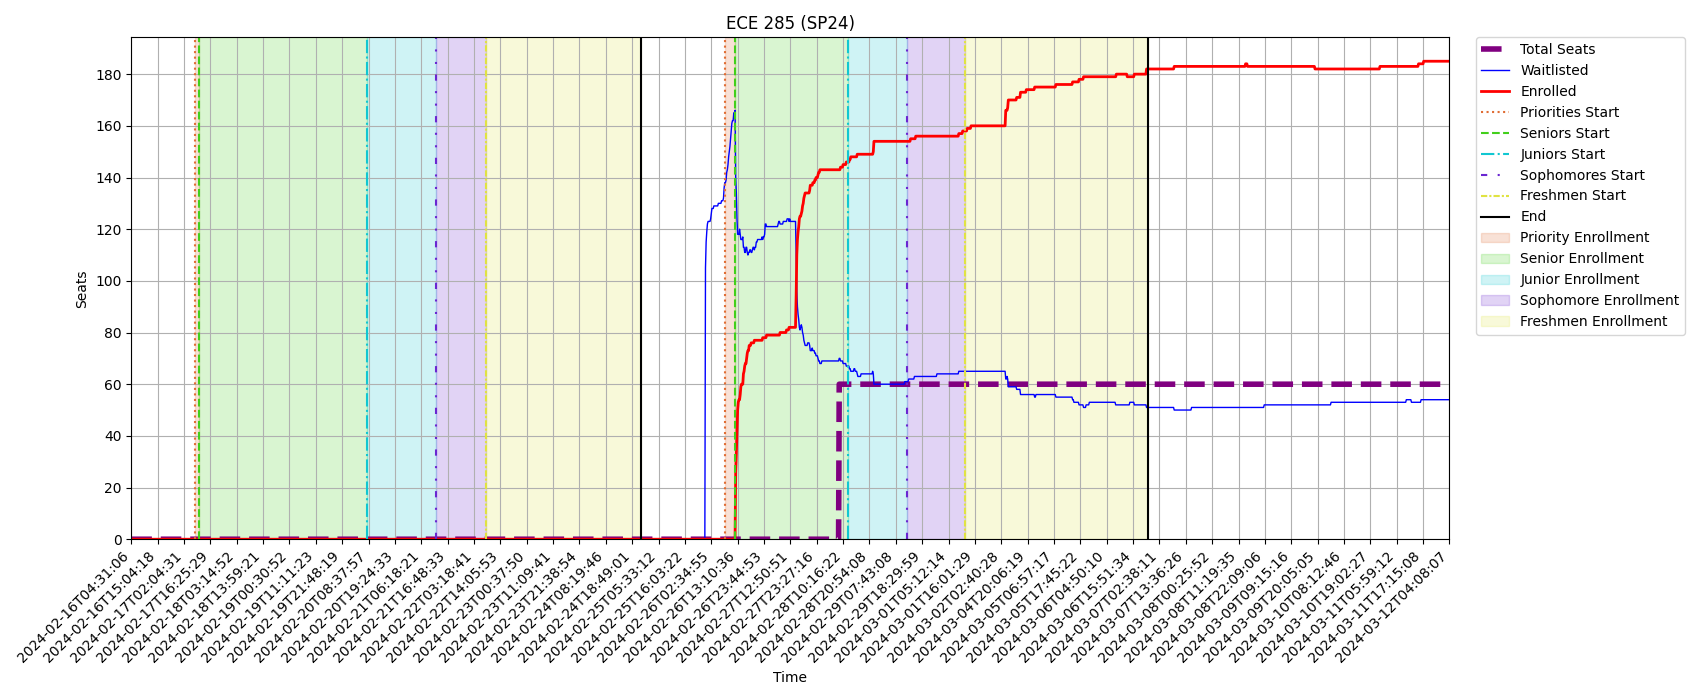 ECE 285 (SP24)
Total Seats
Waitlisted
Enrolled
Priorities Start
Seniors Start
Juniors Start
Sophomores Start
Freshmen Start
End
Priority Enrollment
Senior Enrollment
Junior Enrollment
Sophomore Enrollment
Freshmen Enrollment
Seats
180
160
140
120
100
80
60
40
20
0
2024-02-16T04:31:06
2024-02-16T15:04:18
2024-02-17T02:04:31
2024-02-17T16:25:29
2024-02-18T03:14:52
2024-02-18T13:59:21
2024-02-19T00:30:52
2024-02-19T11:11:23
2024-02-19T21:48:19
2024-02-20T08:37:57
2024-02-20T19:24:33
2024-02-21T06:18:21
2024-02-21T16:48:33
2024-02-22T03:18:41
2024-02-22T14:05:53
2024-02-23T00:37:50
2024-02-23T11:09:41
2024-02-23T21:38:54
2024-02-24T08:19:46
2024-02-24T18:49:01
2024-02-25T05:33:12
2024-02-25T16:03:22
2024-02-26T02:34:55
2024-02-26T13:10:36
2024-02-26T23:44:53
2024-02-27T12:50:51
2024-02-27T23:27:16
2024-02-28T10:16:22
2024-02-28T20:54:08
2024-02-29T07:43:08
2024-02-29T18:29:59
2024-03-01T05:12:14
2024-03-01T16:01:29
2024-03-02T02:40:28
2024-03-04T20:06:19
2024-03-05T06:57:17
2024-03-05T17:45:22
2024-03-06T04:50:10
2024-03-06T15:51:34
2024-03-07T02:38:11
2024-03-07T13:36:26
2024-03-08T00:25:52
2024-03-08T11:19:35
2024-03-08T22:09:06
2024-03-09T09:15:16
2024-03-09T20:05:05
2024-03-10T08:12:46
2024-03-10T19:02:27
2024-03-11T05:59:12
2024-03-11T17:15:08
2024-03-12T04:08:07
Time